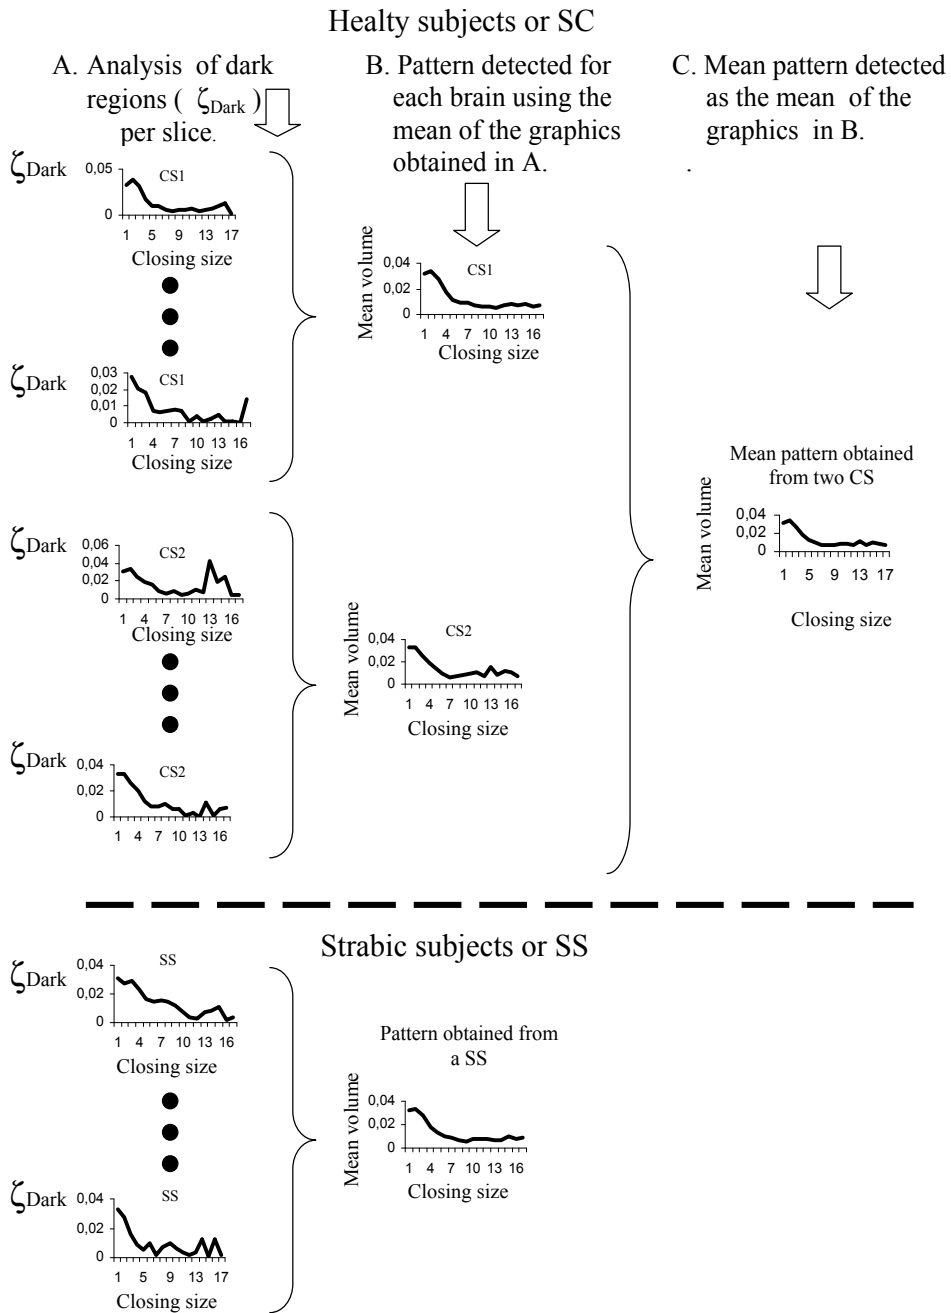 Healty subjects or SC
A. Analysis of dark
regions ( ζDark )
per slice.
B. Pattern detected for
each brain using the
mean of the graphics
obtained in A.
C. Mean pattern detected
as the mean of the
graphics in B.
.
ζDark
CS1
0,05
0
1 5 9 13 17
Closing size
ζDark
CS1
0,03
0,02
0,01
0
1 4 7 10 13 16
Closing size
ζDark
CS2
0,06
0,04
0,02
0
1 4 7 10 13 16
Closing size
ζDark
CS2
0,04
0,02
0
1 4 7 10 13 16
Mean volume
CS1
0,04
0,02
0
1 4 7 10 13 16
Closing size
Mean volume
CS2
0,04
0,02
0
1 4 7 10 13 16
Closing size
Mean pattern obtained
from two CS
Mean volume
0,04
0,02
0
1 5 9 13 17
Closing size
Strabic subjects or SS
ζDark
SS
0,04
0,02
0
1 4 7 10 13 16
Closing size
ζDark
SS
0,04
0,02
0
1 5 9 13 17
Closing size
Pattern obtained from
a SS
Mean volume
0,04
0,02
0
1 4 7 10 13 16
Closing size